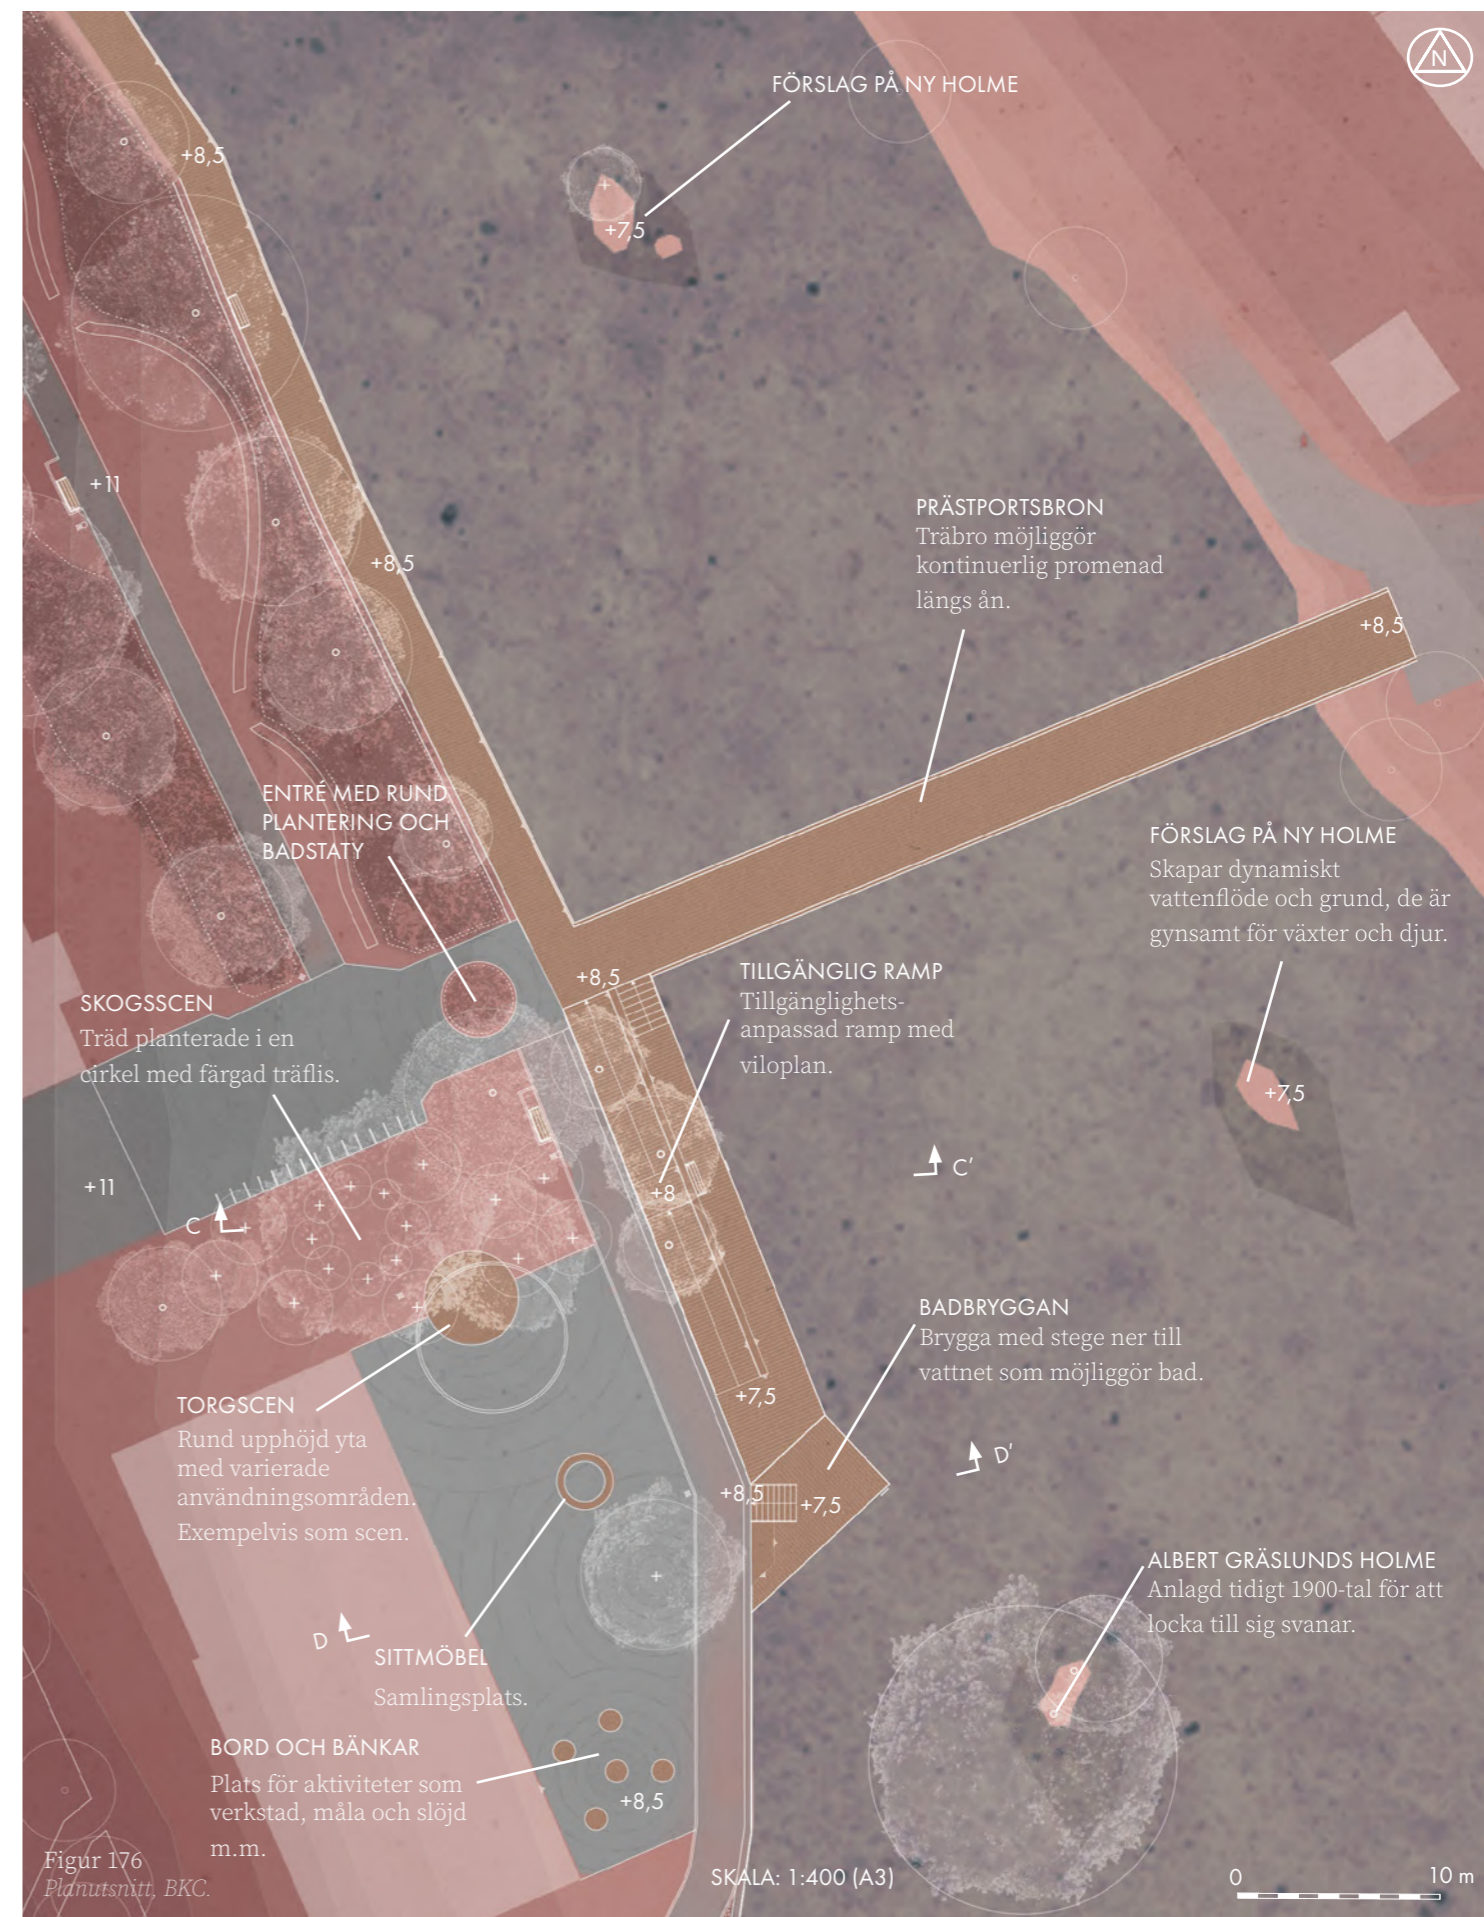 N
FÖRSLAG PÅ NY HOLME
+8,5
+7,5
+11
PRÄSTPORTSBRON
Träbro möjliggör
kontinuerlig promenad
längs ån.
+8,5
+8,5
ENTRÉ MED RUND
PLANTERING OCH
BADSTATY
FÖRSLAG PÅ NY HOLME
Skapar dynamiskt
vattenflöde och grund, de är
gynsamt för växter och djur.
+8,5
TILLGÄNGLIG RAMP
Tillgänglighets-
anpassad ramp med
viloplan.
SKOGSSCEN
Träd planterade i en
cirkel med färgad träflis.
+7,5
C'
+11
+8
C
BADBRYGGAN
Brygga med stege ner till
vattnet som möjliggör bad.
TORGSCEN
Rund upphöjd yta
med varierade
användningsområden.
Exempelvis som scen.
+7,5
D'
+8,5
+7,5
ALBERT GRÄSLUNDS HOLME
Anlagd tidigt 1900-tal för att
locka till sig svanar.
D
SITTMÖBEL
Samlingsplats.
BORD OCH BÄNKAR
Plats för aktiviteter som
verkstad, måla och slöjd
m.m.
+8,5
Figur 176
Planutsnitt, BKC.
SKALA: 1:400 (A3)
0
10 m